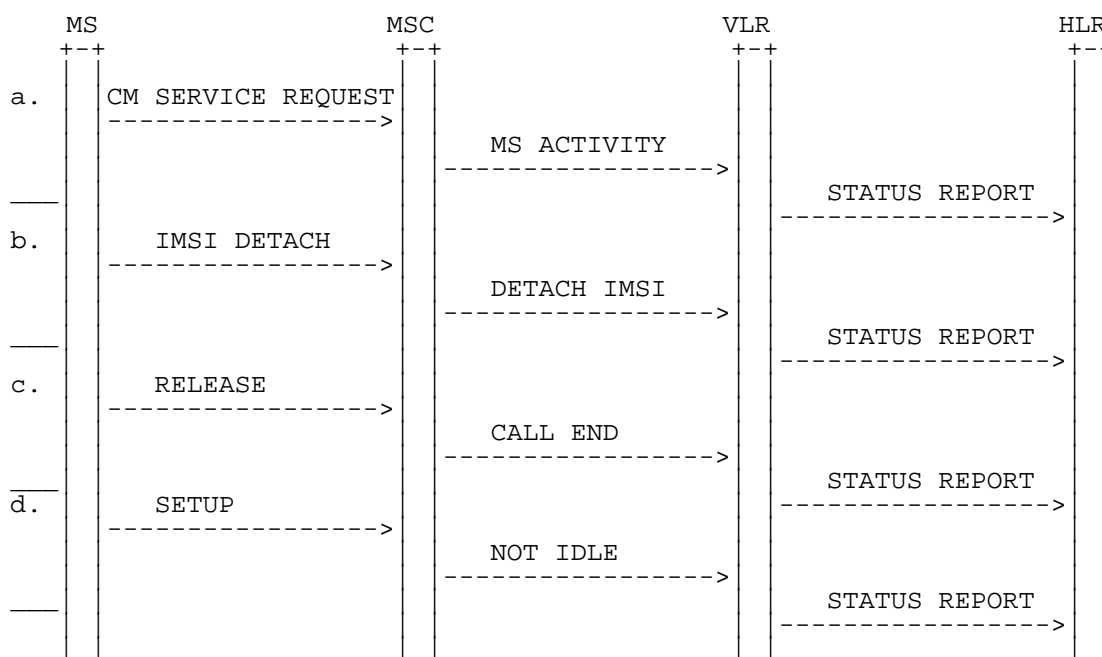 MS MSC VLR HLR
a. CM SERVICE REQUEST
MS ACTIVITY
STATUS REPORT
b. IMSI DETACH
DETACH IMSI
STATUS REPORT
c. RELEASE
CALL END
STATUS REPORT
d. SETUP
NOT IDLE
STATUS REPORT